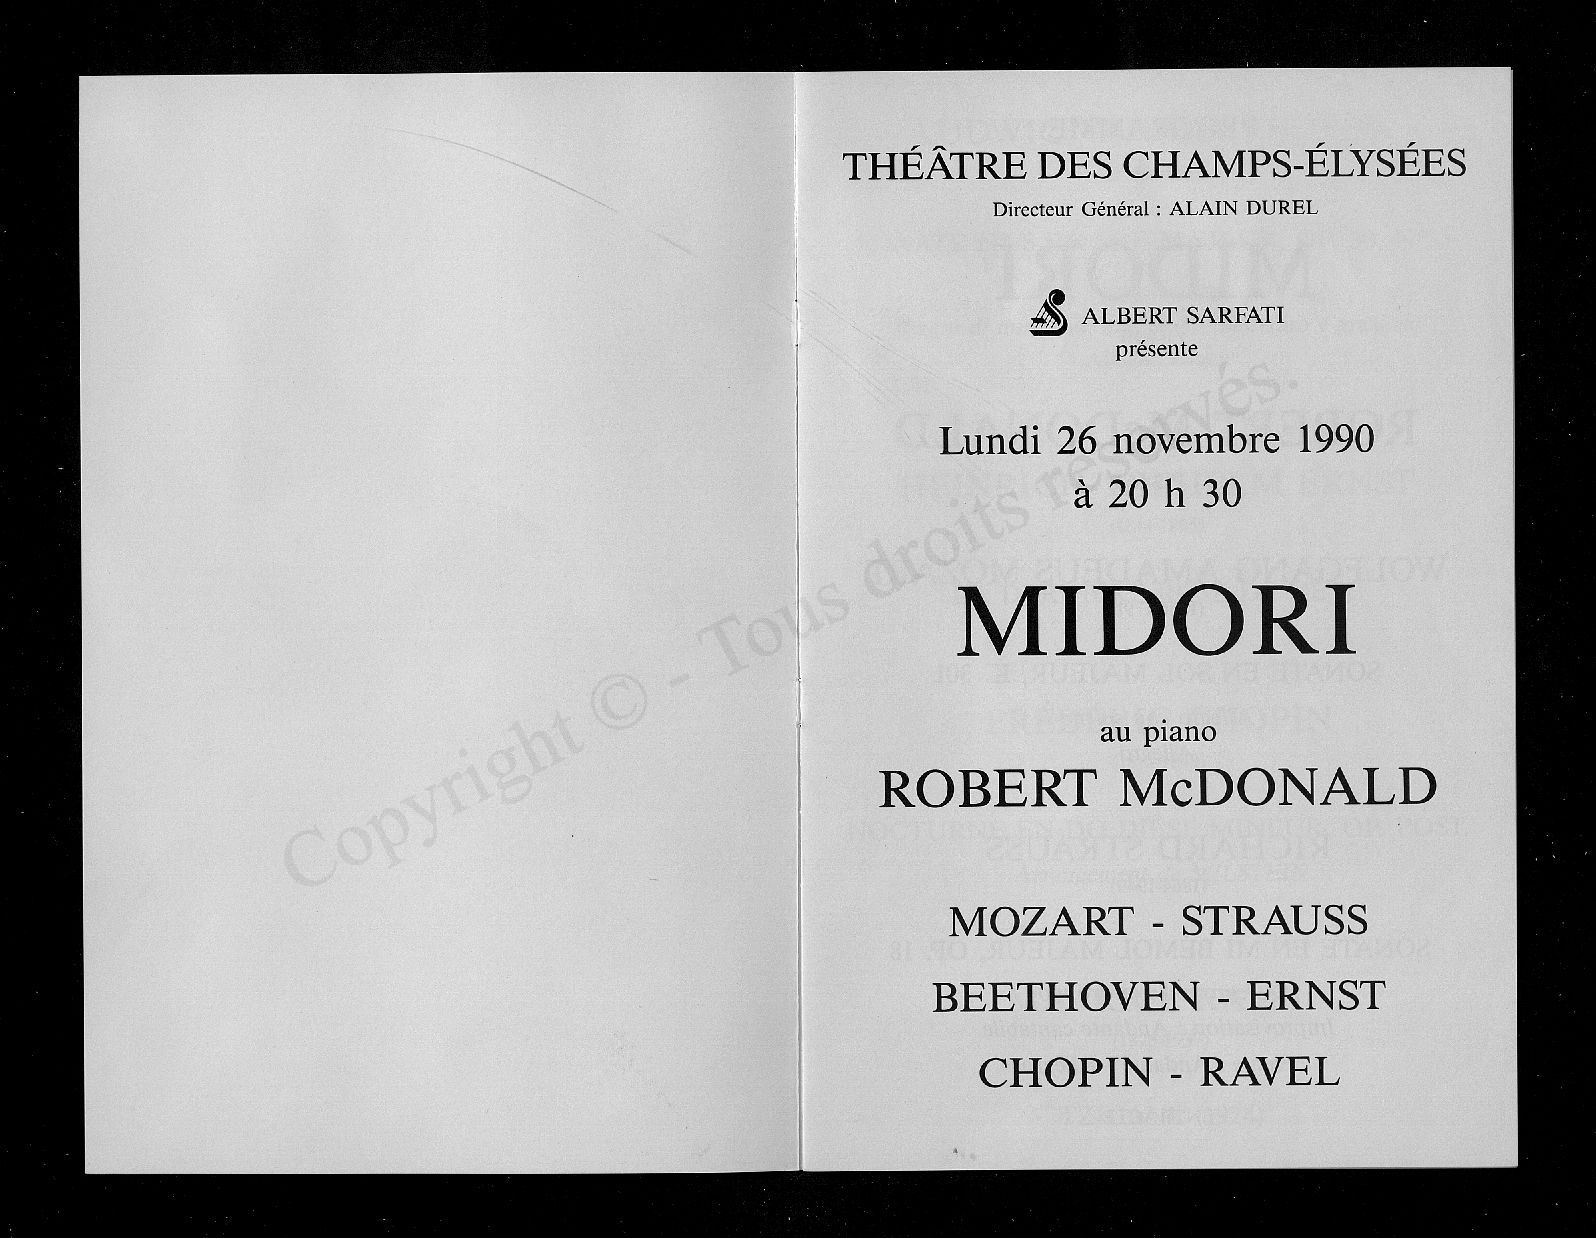 THÉÂTRE DES CHAMPS-ÉLYSÉES
Directeur Général : ALAIN DUREL
ALBERT SARFATI
présente
Lundi 26 novembre 1990
à 20 h 30
MIDORI
au piano
ROBERT McDONALD
MOZART - STRAUSS
BEETHOVEN - ERNST
CHOPIN - RAVEL
Copyright © - Tous droits réservés.